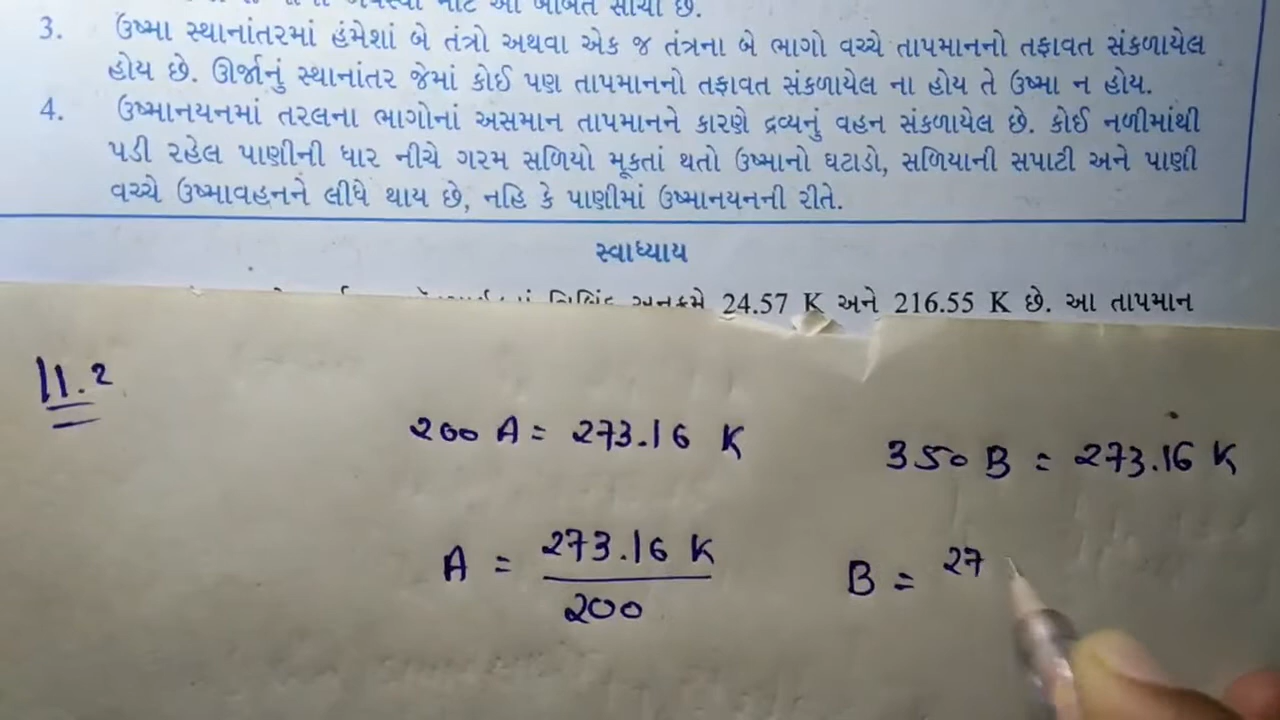 માટે આ બાબત સાચી છે.
3. ઉષ્મા સ્થાનાંતરમાં હંમેશાં બે તંત્રો અથવા એક જ તંત્રના બે ભાગો વચ્ચે તાપમાનનો તફાવત સંકળાયેલ
હોય છે. ઊર્જાનું સ્થાનાંતર જેમાં કોઈ પણ તાપમાનનો તફાવત સંકળાયેલ ના હોય તે ઉષ્મા ન હોય.
4. ઉષ્માનયનમાં તરલના ભાગોનાં અસમાન તાપમાનને કારણે દ્રવ્યનું વહન સંકળાયેલ છે. કોઈ નળીમાંથી
પડી રહેલ પાણીની ધાર નીચે ગરમ સળિયો મૂકતાં થતો ઉષ્માનો ઘટાડો, સળિયાની સપાટી અને પાણી
વચ્ચે ઉષ્માવહનને લીધે થાય છે, નહિ કે પાણીમાં ઉષ્માનયનની રીતે.
સ્વાધ્યાય
અનુક્રમે 24.57 K અને 216.55 K છે. આ તાપમાન
11.2
200 A = 273.16 K
350 B = 273.16 K
A = 273.16 K / 200
B = 27